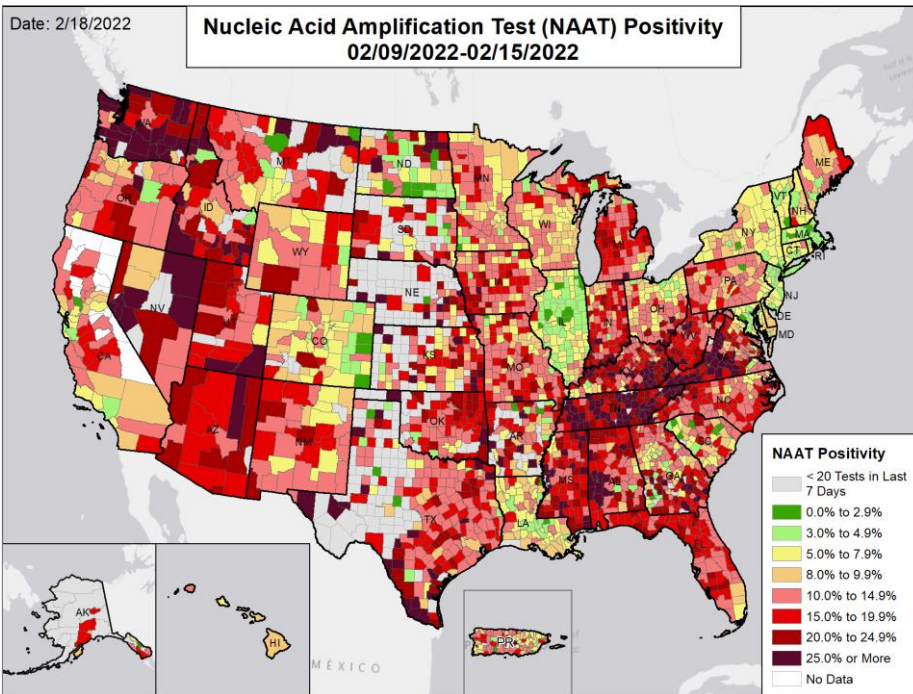 Date: 2/18/2022
Nucleic Acid Amplification Test (NAAT) Positivity
02/09/2022-02/15/2022
WA
MT
ND
MN
ME
OR
ID
SD
WI
MI
VT
NH
NY
MA
CT
RI
WY
NE
IA
PA
NJ
NV
UT
CO
KS
MO
IL
IN
OH
DE
MD
WV
VA
KY
CA
AZ
NM
OK
AR
TN
NC
SC
TX
LA
MS
AL
GA
FL
AK
HI
PR
MÉXICO
NAAT Positivity
< 20 Tests in Last
7 Days
0.0% to 2.9%
3.0% to 4.9%
5.0% to 7.9%
8.0% to 9.9%
10.0% to 14.9%
15.0% to 19.9%
20.0% to 24.9%
25.0% or More
No Data